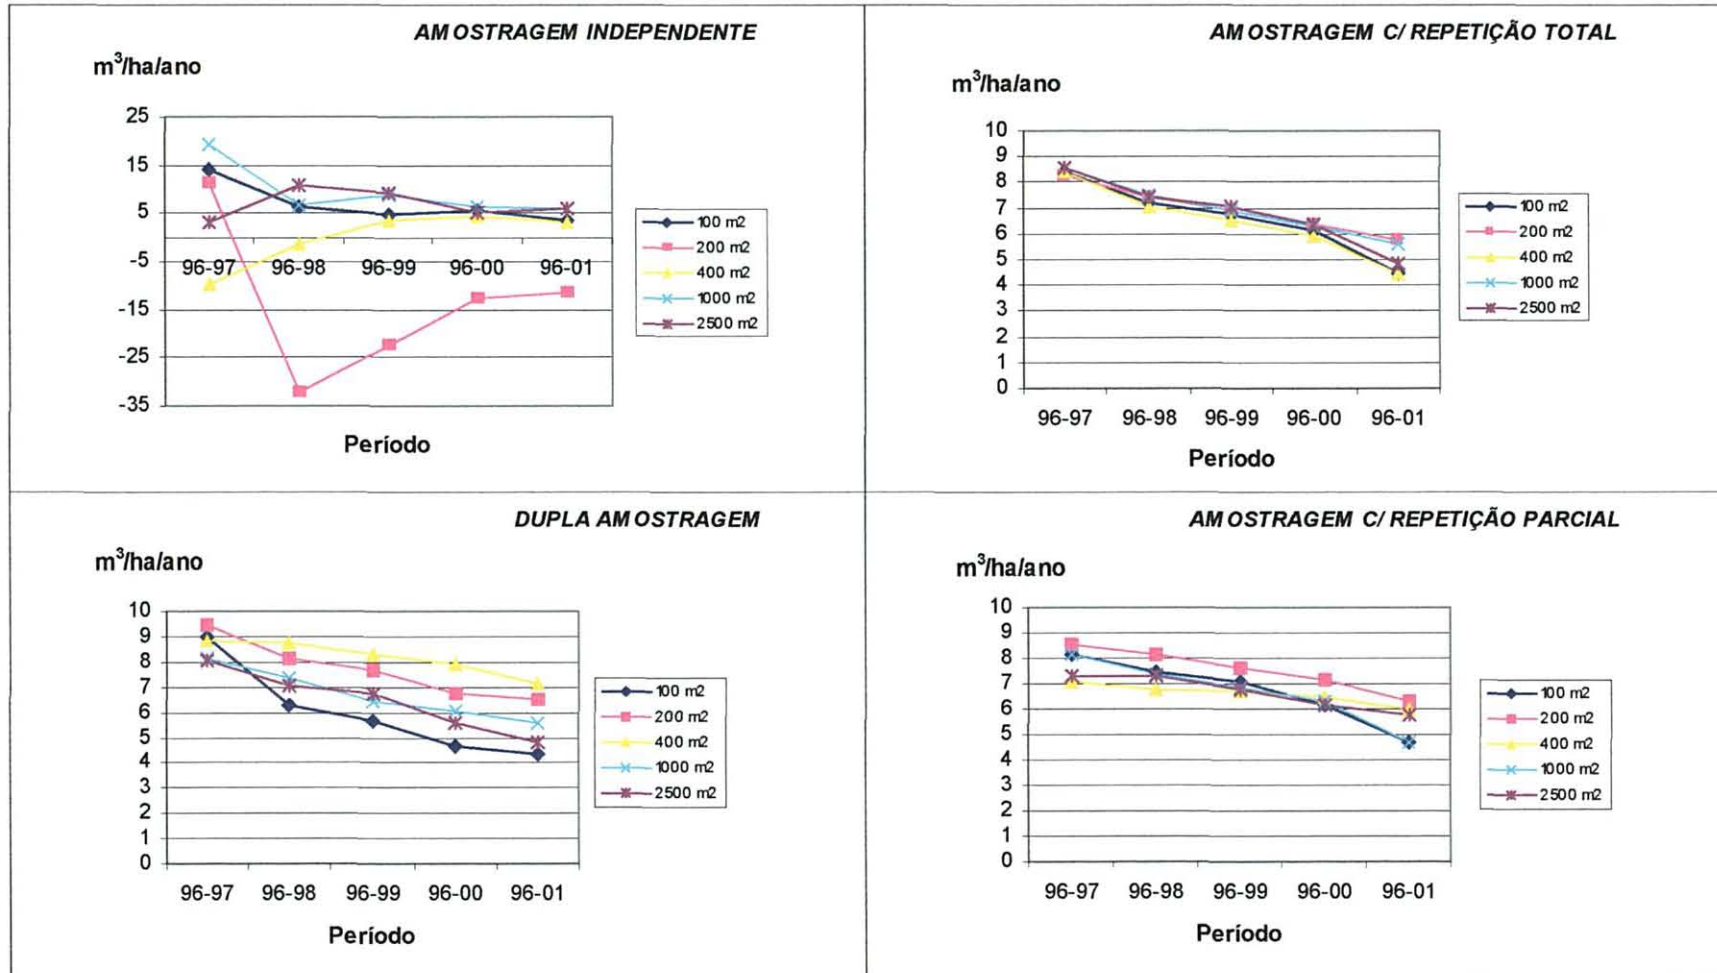 AMOSTRAGEM INDEPENDENTE
m³/ha/ano
25
15
5
-5
-15
-25
-35
96-97 96-98 96-99 96-00 96-01
Período
100 m2
200 m2
400 m2
1000 m2
2500 m2
AMOSTRAGEM C/ REPETIÇÃO TOTAL
m³/ha/ano
10
9
8
7
6
5
4
3
2
1
0
96-97 96-98 96-99 96-00 96-01
Período
100 m2
200 m2
400 m2
1000 m2
2500 m2
DUPLA AMOSTRAGEM
m³/ha/ano
10
9
8
7
6
5
4
3
2
1
0
96-97 96-98 96-99 96-00 96-01
Período
100 m2
200 m2
400 m2
1000 m2
2500 m2
AMOSTRAGEM C/ REPETIÇÃO PARCIAL
m³/ha/ano
10
9
8
7
6
5
4
3
2
1
0
96-97 96-98 96-99 96-00 96-01
Período
100 m2
200 m2
400 m2
1000 m2
2500 m2